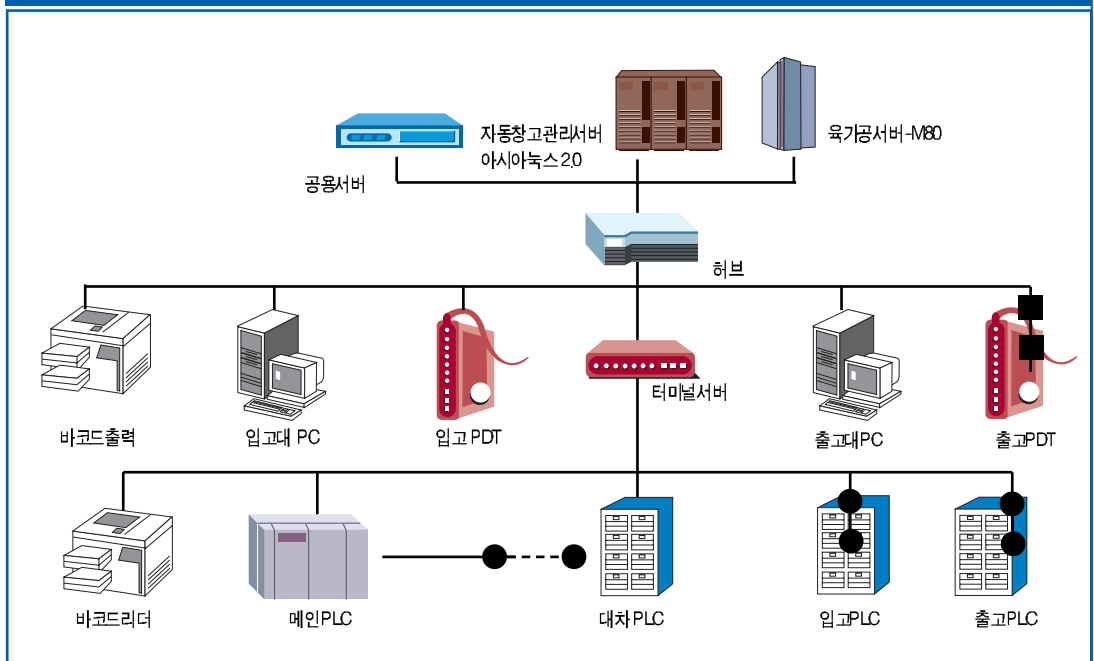 자동창고관리서버
아시아눅스 2.0
육가공서버-M80
공용서버
허브
터미널서버
바코드출력
입고대 PC
입고 PDT
출고대PC
출고PDT
바코드리더
메인PLC
대차 PLC
입고PLC
출고PLC